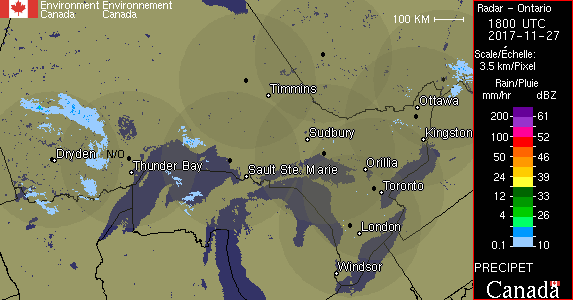 Environment Environnement
Canada Canada
100 KM
Timmins
Ottawa
Sudbury
Kingston
Dryden
N/O
Thunder Bay
Sault Ste. Marie
Orillia
Toronto
London
Windsor
Radar - Ontario
1800 UTC
2017-11-27
Scale/Échelle:
3.5 km/Pixel
Rain/Pluie
mm/hr dBZ
200 61
100 52
50 46
24 39
12 33
4 26
0.1 10
PRECIPET
Canada